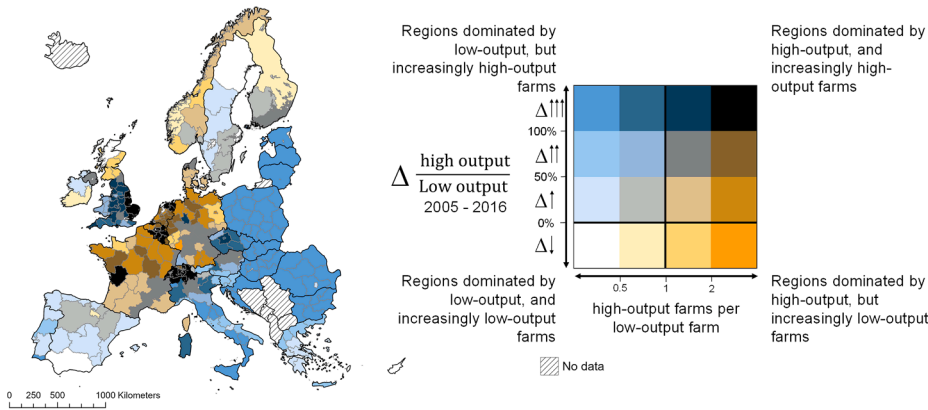 Regions dominated by
low-output, but
increasingly high-output
farms
Regions dominated by
high-output, and
increasingly high-
output farms
Δ↑↑↑
100%
Δ↑↑
50%
Δ↑
0%
Δ↓
Δ high output
Low output
2005 - 2016
0.5 1 2
high-output farms per
low-output farm
Regions dominated by
low-output, and
increasingly low-output
farms
Regions dominated by
high-output, but
increasingly low-output
farms
No data
0 250 500 1000 Kilometers